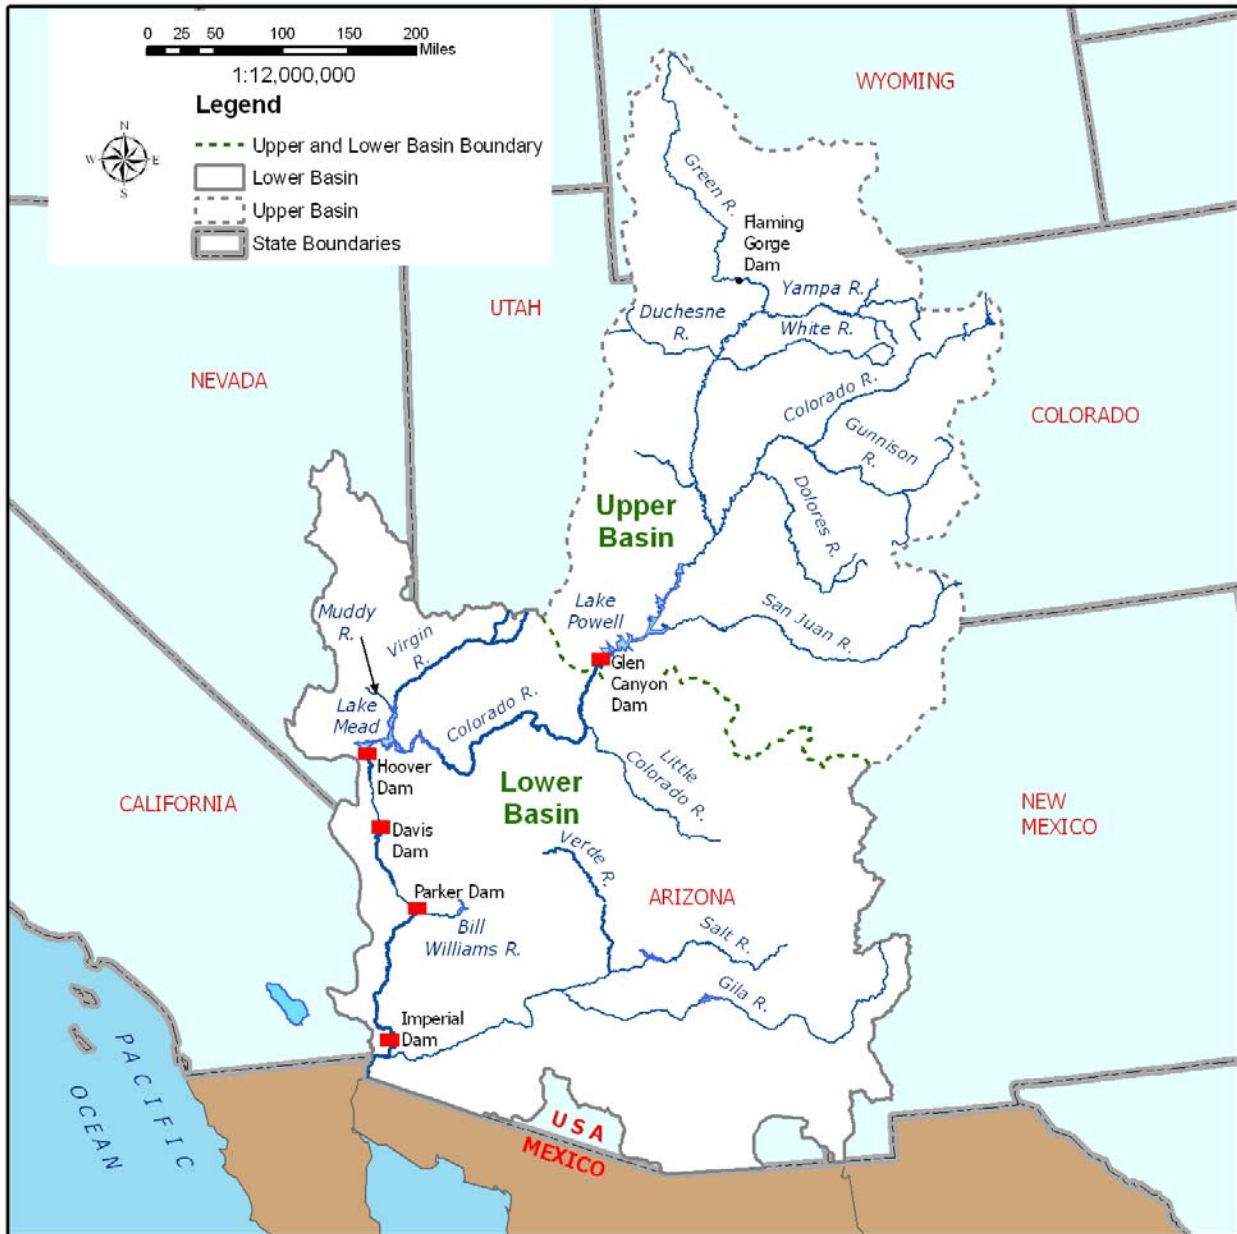 0 25 50 100 150 200
Miles
1:12,000,000
Legend
N
W E
S
Upper and Lower Basin Boundary
Lower Basin
Upper Basin
State Boundaries
WYOMING
UTAH
NEVADA
COLORADO
CALIFORNIA
ARIZONA
NEW
MEXICO
Green R.
Flaming
Gorge
Dam
Yampa R.
Duchesne
R.
White R.
Colorado R.
Gunnison
R.
Dolores R.
Upper
Basin
Lake
Powell
San Juan R.
Muddy
R.
Virgin
R.
Glen
Canyon
Dam
Lake
Mead
Colorado R.
Hoover
Dam
Little
Colorado R.
Lower
Basin
Davis
Dam
Verde R.
Parker Dam
Bill
Williams R.
Salt R.
Gila R.
Imperial
Dam
PACIFIC
OCEAN
USA
MEXICO